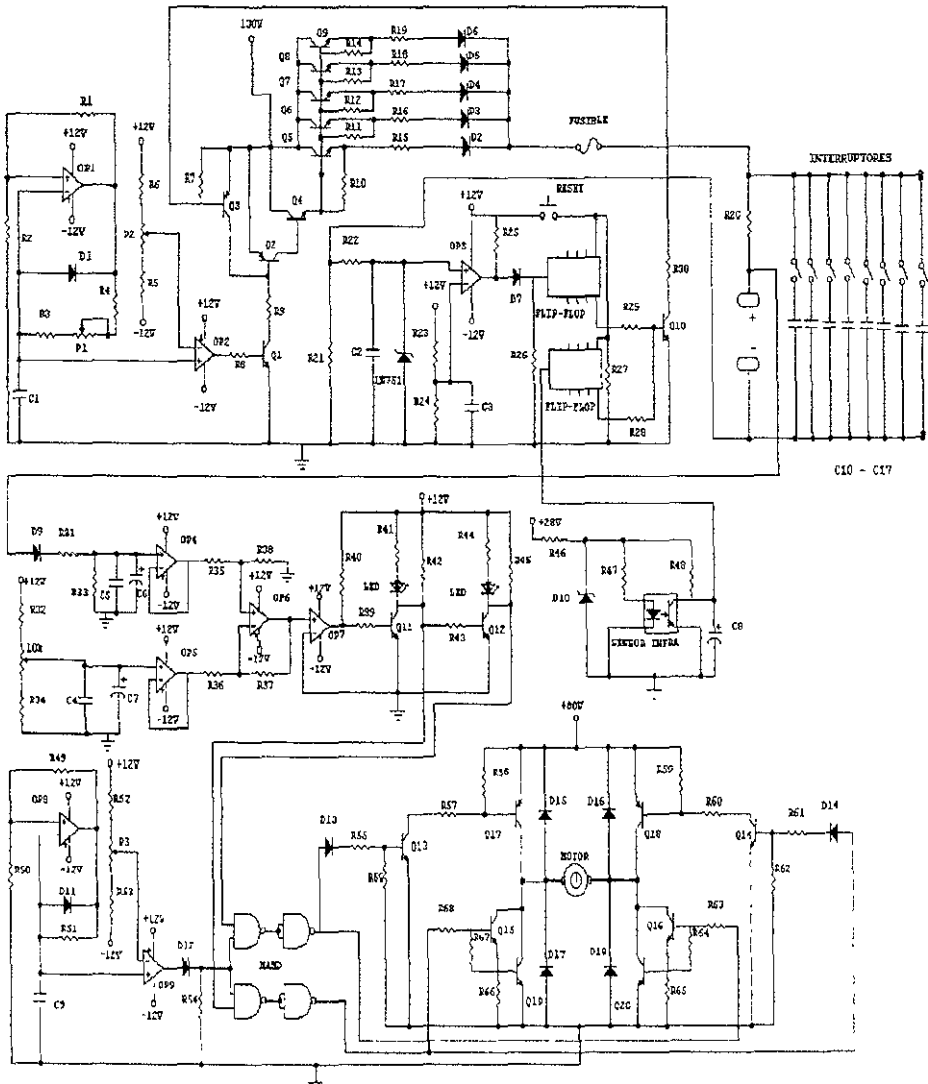 130V
Q9
R14
R19
D6
Q8
R13
R18
D5
Q7
R12
R17
D4
Q6
R11
R16
D3
Q5
R15
D2
FUSIBLE
INTERRUPTORES
R1
+12V
+12V
OP1
R6
R7
Q3
Q4
R10
R2
-12V
P2
Q2
R22
+12V
RESET
R20
D1
R4
R5
OP3
R25
R30
R3
P1
-12V
R9
+12V
-12V
D7
FLIP-FLOP
R25
Q10
+12V
OP2
R8
Q1
R21
C2
R23
R26
+
-
C1
-12V
R24
C3
FLIP-FLOP
R27
R28
C10 - C17
+12V
D9
+12V
OP4
R35
R38
R41
R44
+28V
R46
R40
R42
R45
R47
R48
+12V
R33
C5
C6
-12V
+12V
OP6
+12V
LED
LED
D10
R32
OP7
R39
Q11
R43
Q12
SENSOR INFRA
C8
10k
+12V
OP5
-12V
-12V
R34
C4
C7
-12V
R36
R37
+80V
R49
+12V
R52
R59
+12V
OP8
R57
D15
D16
R60
R61
D14
D13
R55
Q13
Q17
Q18
Q14
R50
-12V
P3
MOTOR
R62
D11
R53
R51
-12V
+12V
R68
Q15
R67
D17
Q16
R63
R64
OP9
NAND
C9
-12V
R54
R66
R65
Q20